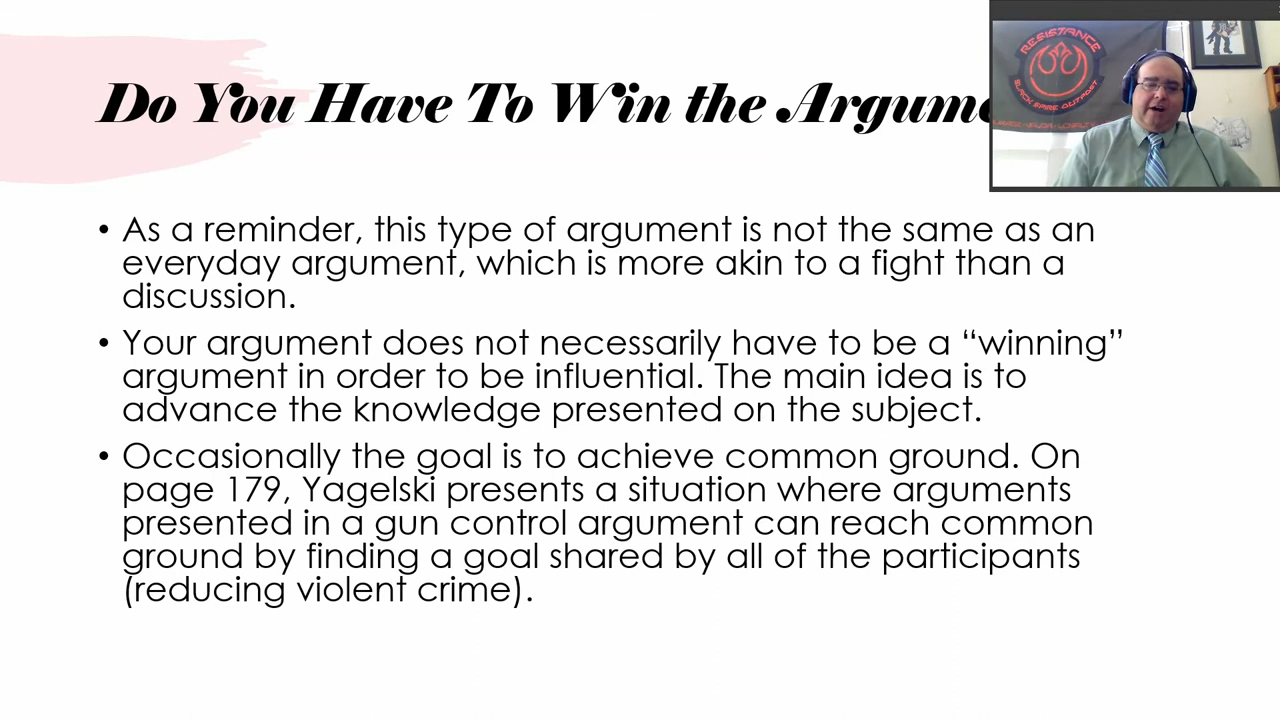 Do You Have To Win the Argum
RESISTANCE
BLACK SPIRE OUTPOST
• As a reminder, this type of argument is not the same as an
everyday argument, which is more akin to a fight than a
discussion.
• Your argument does not necessarily have to be a “winning”
argument in order to be influential. The main idea is to
advance the knowledge presented on the subject.
• Occasionally the goal is to achieve common ground. On
page 179, Yagelski presents a situation where arguments
presented in a gun control argument can reach common
ground by finding a goal shared by all of the participants
(reducing violent crime).